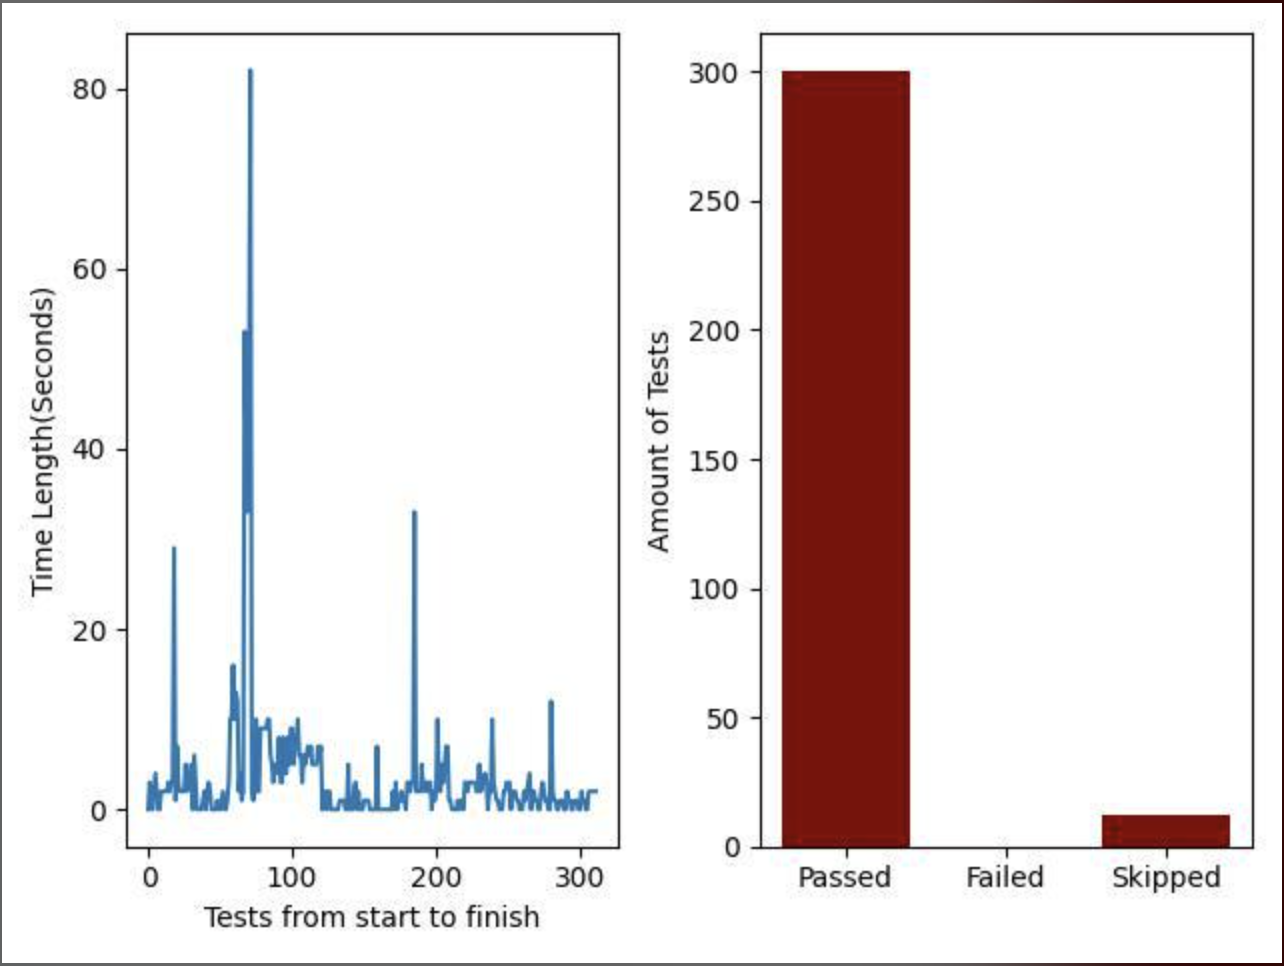 Time Length(Seconds)
80
60
40
20
0
0 100 200 300
Tests from start to finish
Amount of Tests
300
250
200
150
100
50
0
Passed Failed Skipped